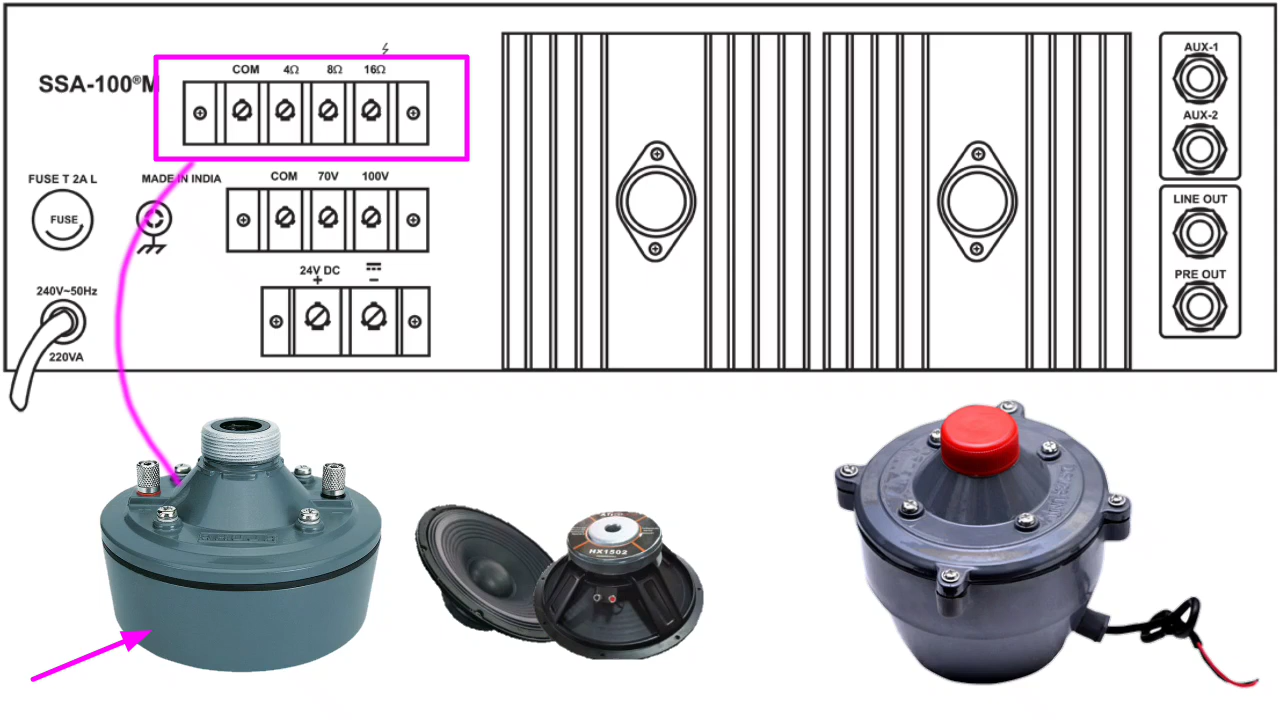 SSA-100®M
COM 4Ω 8Ω 16Ω
FUSE T 2A L
MADE IN INDIA
COM 70V 100V
FUSE
24V DC
+ −
240V~50Hz
220VA
AUX-1
AUX-2
LINE OUT
PRE OUT
HX1502